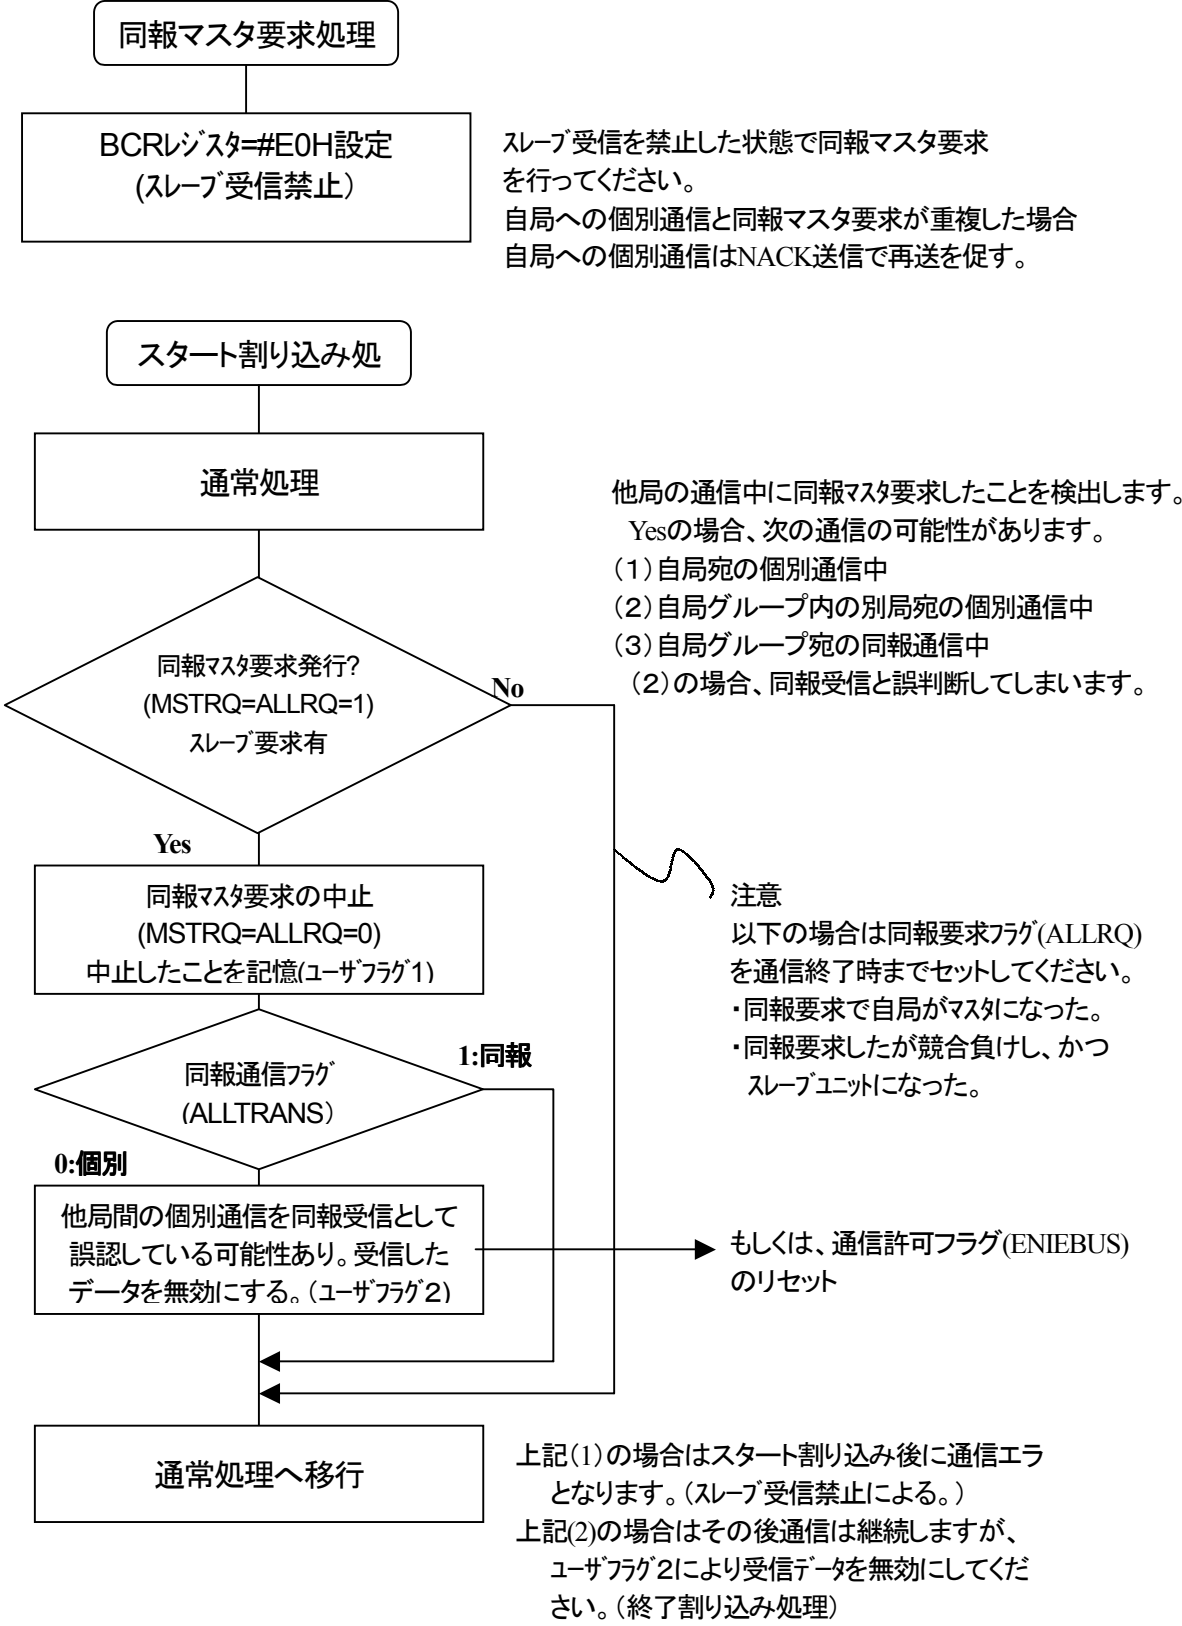 同報マスタ要求処理
BCRﾚｼﾞｽﾀ=#E0H設定
(ｽﾚｰﾌﾞ受信禁止）
ｽﾚｰﾌﾞ受信を禁止した状態で同報マスタ要求
を行ってください。
自局への個別通信と同報マスタ要求が重複した場合
自局への個別通信はNACK送信で再送を促す。
スタート割り込み処
通常処理
他局の通信中に同報ﾏｽﾀ要求したことを検出します。
Yesの場合、次の通信の可能性があります。
（１）自局宛の個別通信中
（２）自局グループ内の別局宛の個別通信中
（３）自局グループ宛の同報通信中
（２）の場合、同報受信と誤判断してしまいます。
同報ﾏｽﾀ要求発行?
(MSTRQ=ALLRQ=1)
ｽﾚｰﾌﾞ要求有
No
Yes
同報ﾏｽﾀ要求の中止
(MSTRQ=ALLRQ=0)
中止したことを記憶(ﾕｰｻﾞﾌﾗｸﾞ1)
注意
以下の場合は同報要求ﾌﾗｸﾞ(ALLRQ)
を通信終了時までセットしてください。
・同報要求で自局がﾏｽﾀになった。
・同報要求したが競合負けし、かつ
ｽﾚｰﾌﾞﾕﾆｯﾄになった。
同報通信ﾌﾗｸﾞ
(ALLTRANS）
1:同報
0:個別
他局間の個別通信を同報受信として
誤認している可能性あり。受信した
データを無効にする。（ﾕｰｻﾞﾌﾗｸﾞ２)
もしくは、通信許可フラグ(ENIEBUS)
のリセット
通常処理へ移行
上記（1）の場合はスタート割り込み後に通信エラ
となります。（ｽﾚｰﾌﾞ受信禁止による。）
上記(2)の場合はその後通信は継続しますが、
ﾕｰｻﾞﾌﾗｸﾞ２により受信ﾃﾞｰﾀを無効にしてくだ
さい。（終了割り込み処理）